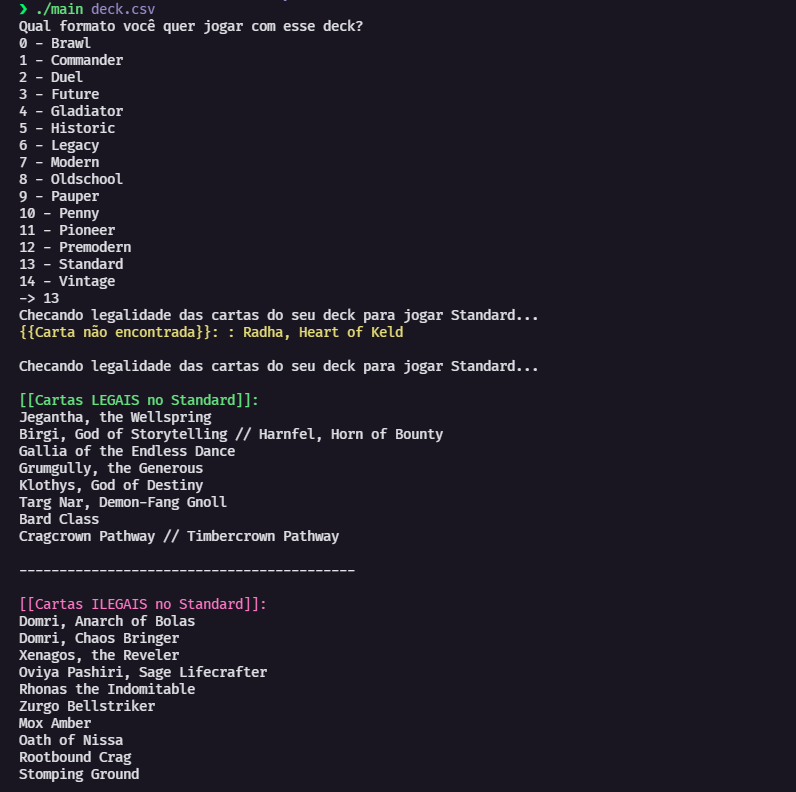 ❯ ./main deck.csv
Qual formato você quer jogar com esse deck?
0 - Brawl
1 - Commander
2 - Duel
3 - Future
4 - Gladiator
5 - Historic
6 - Legacy
7 - Modern
8 - Oldschool
9 - Pauper
10 - Penny
11 - Pioneer
12 - Premodern
13 - Standard
14 - Vintage
-> 13
Checando legalidade das cartas do seu deck para jogar Standard...
{{Carta não encontrada}}: : Radha, Heart of Keld
Checando legalidade das cartas do seu deck para jogar Standard...
[[Cartas LEGAIS no Standard]]:
Jegantha, the Wellspring
Birgi, God of Storytelling // Harnfel, Horn of Bounty
Gallia of the Endless Dance
Grumgully, the Generous
Klothys, God of Destiny
Targ Nar, Demon-Fang Gnoll
Bard Class
Cragcrown Pathway // Timbercrown Pathway
------------------------------------------
[[Cartas ILEGAIS no Standard]]:
Domri, Anarch of Bolas
Domri, Chaos Bringer
Xenagos, the Reveler
Oviya Pashiri, Sage Lifecrafter
Rhonas the Indomitable
Zurgo Bellstriker
Mox Amber
Oath of Nissa
Rootbound Crag
Stomping Ground